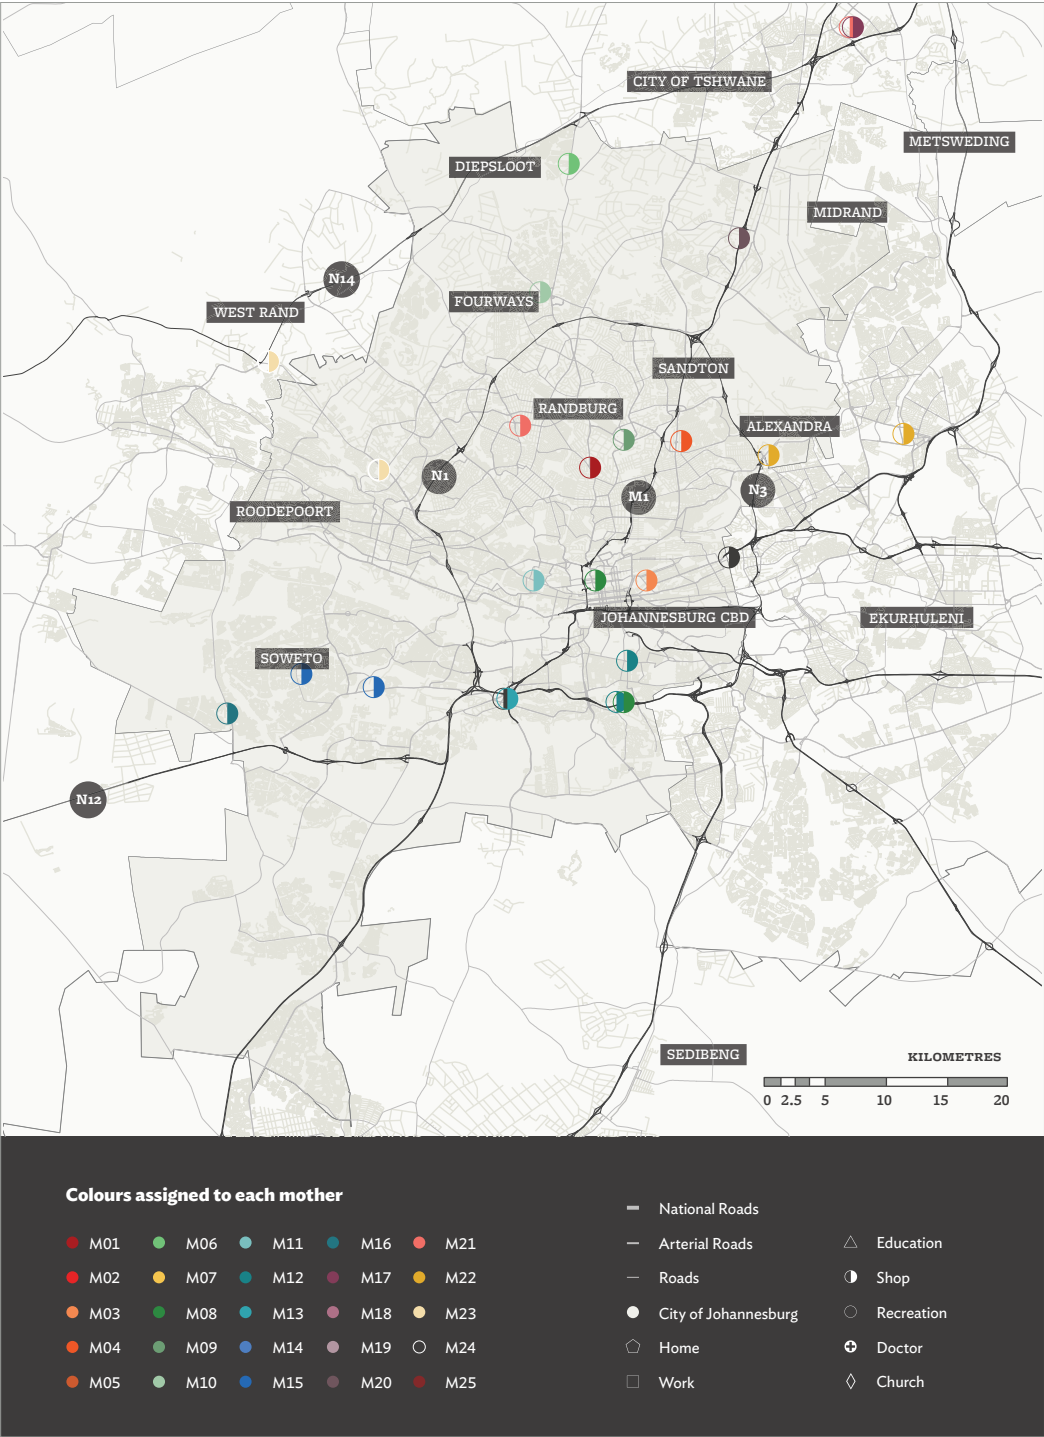 CITY OF TSHWANE
METSWEDING
DIEPSLOOT
MIDRAND
N14
FOURWAYS
WEST RAND
SANDTON
RANDBURG
ALEXANDRA
N1
M1
N3
ROODEPOORT
JOHANNESBURG CBD
EKURHULENI
SOWETO
N12
SEDIBENG
KILOMETRES
0 2.5 5 10 15 20
Colours assigned to each mother
M01 M06 M11 M16 M21
M02 M07 M12 M17 M22
M03 M08 M13 M18 M23
M04 M09 M14 M19 M24
M05 M10 M15 M20 M25
National Roads
Arterial Roads
Roads
City of Johannesburg
Home
Work
Education
Shop
Recreation
Doctor
Church